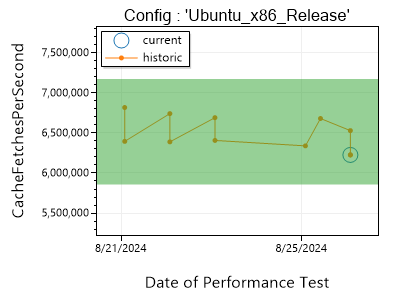 Config : 'Ubuntu_x86_Release'
current
historic
CacheFetchesPerSecond
7,500,000
7,000,000
6,500,000
6,000,000
5,500,000
8/21/2024
8/25/2024
Date of Performance Test